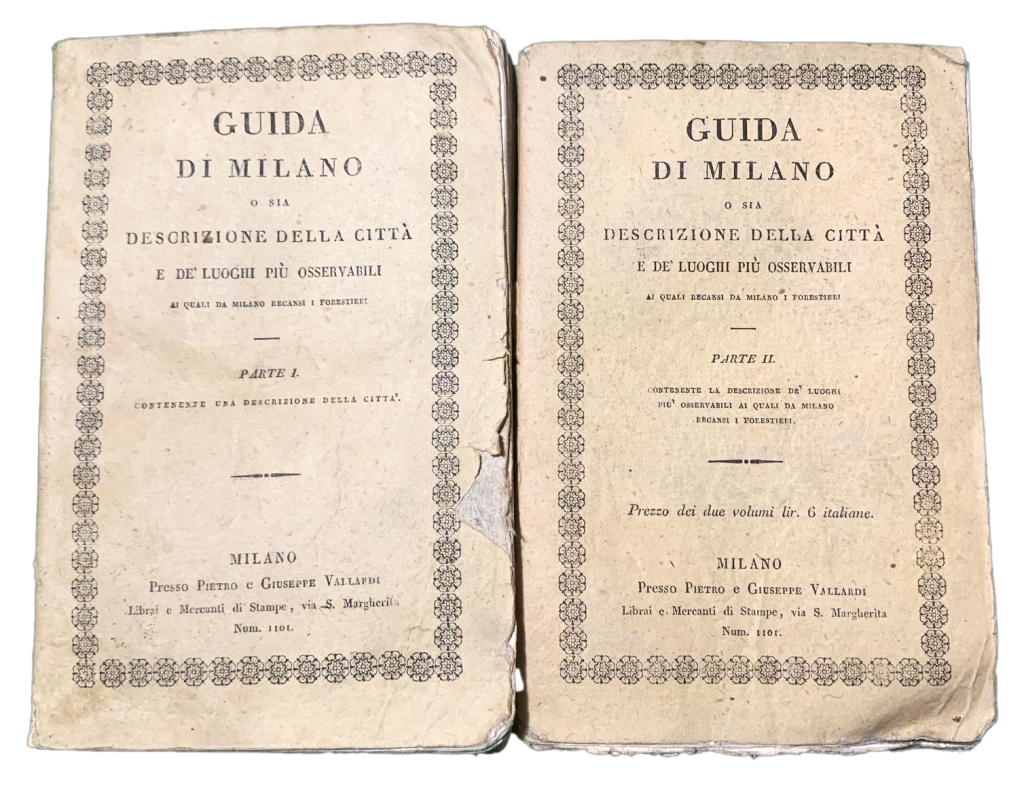 GUIDA
DI MILANO
O SIA
DESCRIZIONE DELLA CITTÀ
E DE' LUOGHI PIÙ OSSERVABILI
AI QUALI DA MILANO RECANSI I FORESTIERI
PARTE I.
CONTENENTE UNA DESCRIZIONE DELLA CITTA'.
MILANO
Presso PIETRO e GIUSEPPE VALLARDI
Librai e Mercanti di Stampe, via S. Margherita
Num. 1101.
GUIDA
DI MILANO
O SIA
DESCRIZIONE DELLA CITTÀ
E DE' LUOGHI PIÙ OSSERVABILI
AI QUALI RECANSI DA MILANO I FORESTIERI
PARTE II.
CONTENENTE LA DESCRIZIONE DE' LUOGHI
PIU' OSSERVABILI AI QUALI DA MILANO
RECANSI I FORESTIERI.
Prezzo dei due volumi lir. 6 italiane.
MILANO
Presso PIETRO e GIUSEPPE VALLARDI
Librai e Mercanti di Stampe, via S. Margherita
Num. 1101.